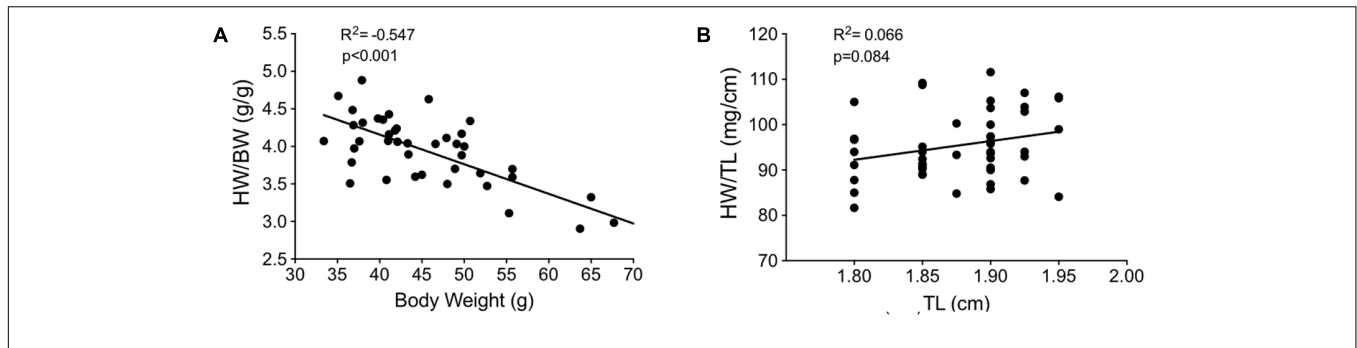 A
R²= -0.547
p<0.001
HW/BW (g/g)
5.5
5.0
4.5
4.0
3.5
3.0
2.5
30 35 40 45 50 55 60 65 70
Body Weight (g)
B
R²= 0.066
p=0.084
HW/TL (mg/cm)
120
110
100
90
80
70
1.80 1.85 1.90 1.95 2.00
TL (cm)